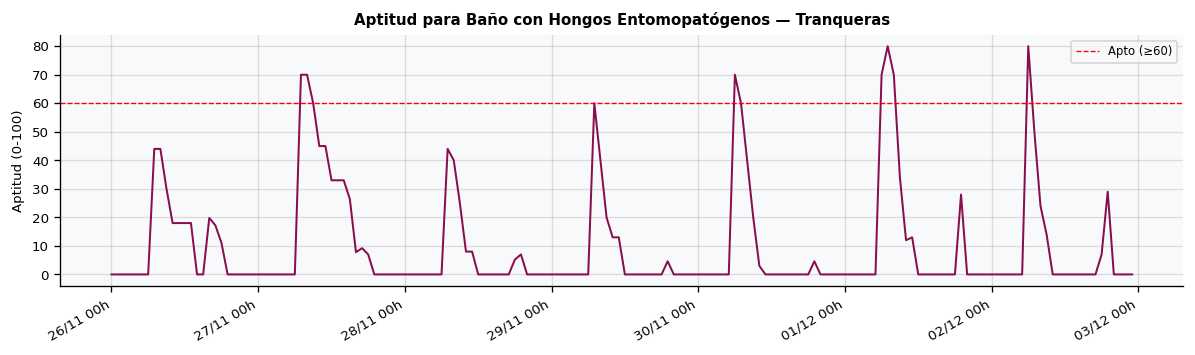 Aptitud para Baño con Hongos Entomopatógenos — Tranqueras
Apto (≥60)
Aptitud (0-100)
80
70
60
50
40
30
20
10
0
26/11 00h
27/11 00h
28/11 00h
29/11 00h
30/11 00h
01/12 00h
02/12 00h
03/12 00h